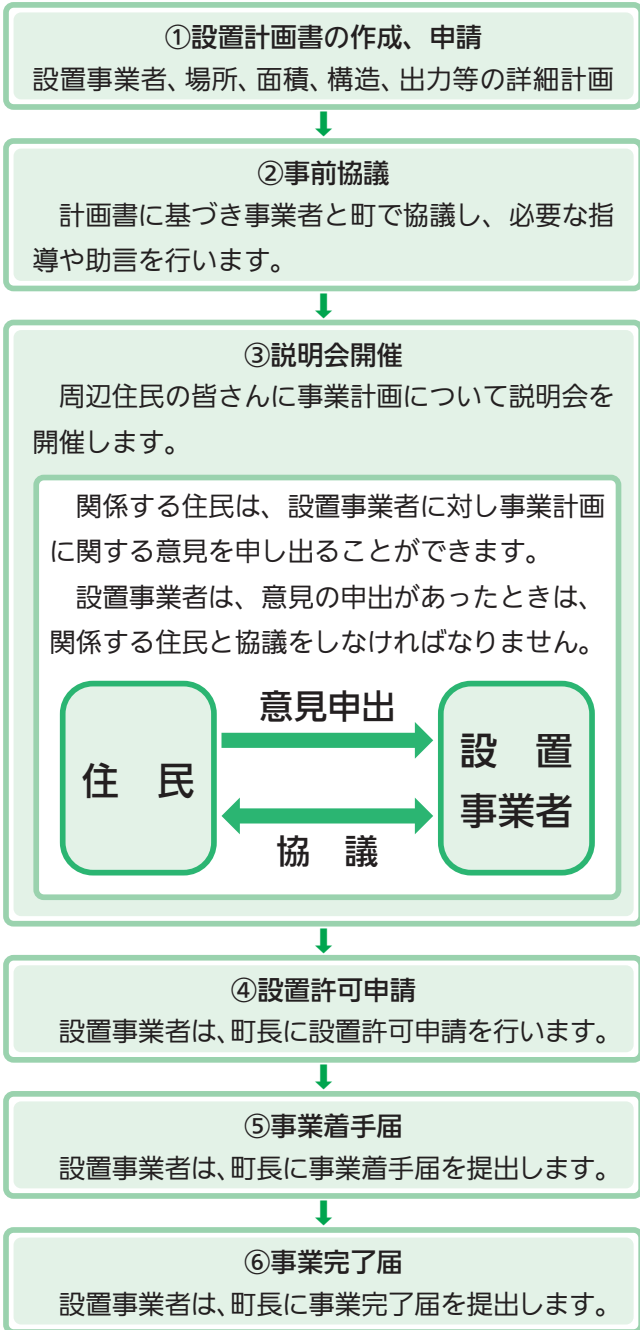 ①設置計画書の作成、申請
設置事業者、場所、面積、構造、出力等の詳細計画
②事前協議
　計画書に基づき事業者と町で協議し、必要な指
導や助言を行います。
③説明会開催
　周辺住民の皆さんに事業計画について説明会を
開催します。
　関係する住民は、設置事業者に対し事業計画
に関する意見を申し出ることができます。
　設置事業者は、意見の申出があったときは、
関係する住民と協議をしなければなりません。
意見申出
住　民
設　置
事業者
協　議
④設置許可申請
設置事業者は、町長に設置許可申請を行います。
⑤事業着手届
設置事業者は、町長に事業着手届を提出します。
⑥事業完了届
設置事業者は、町長に事業完了届を提出します。